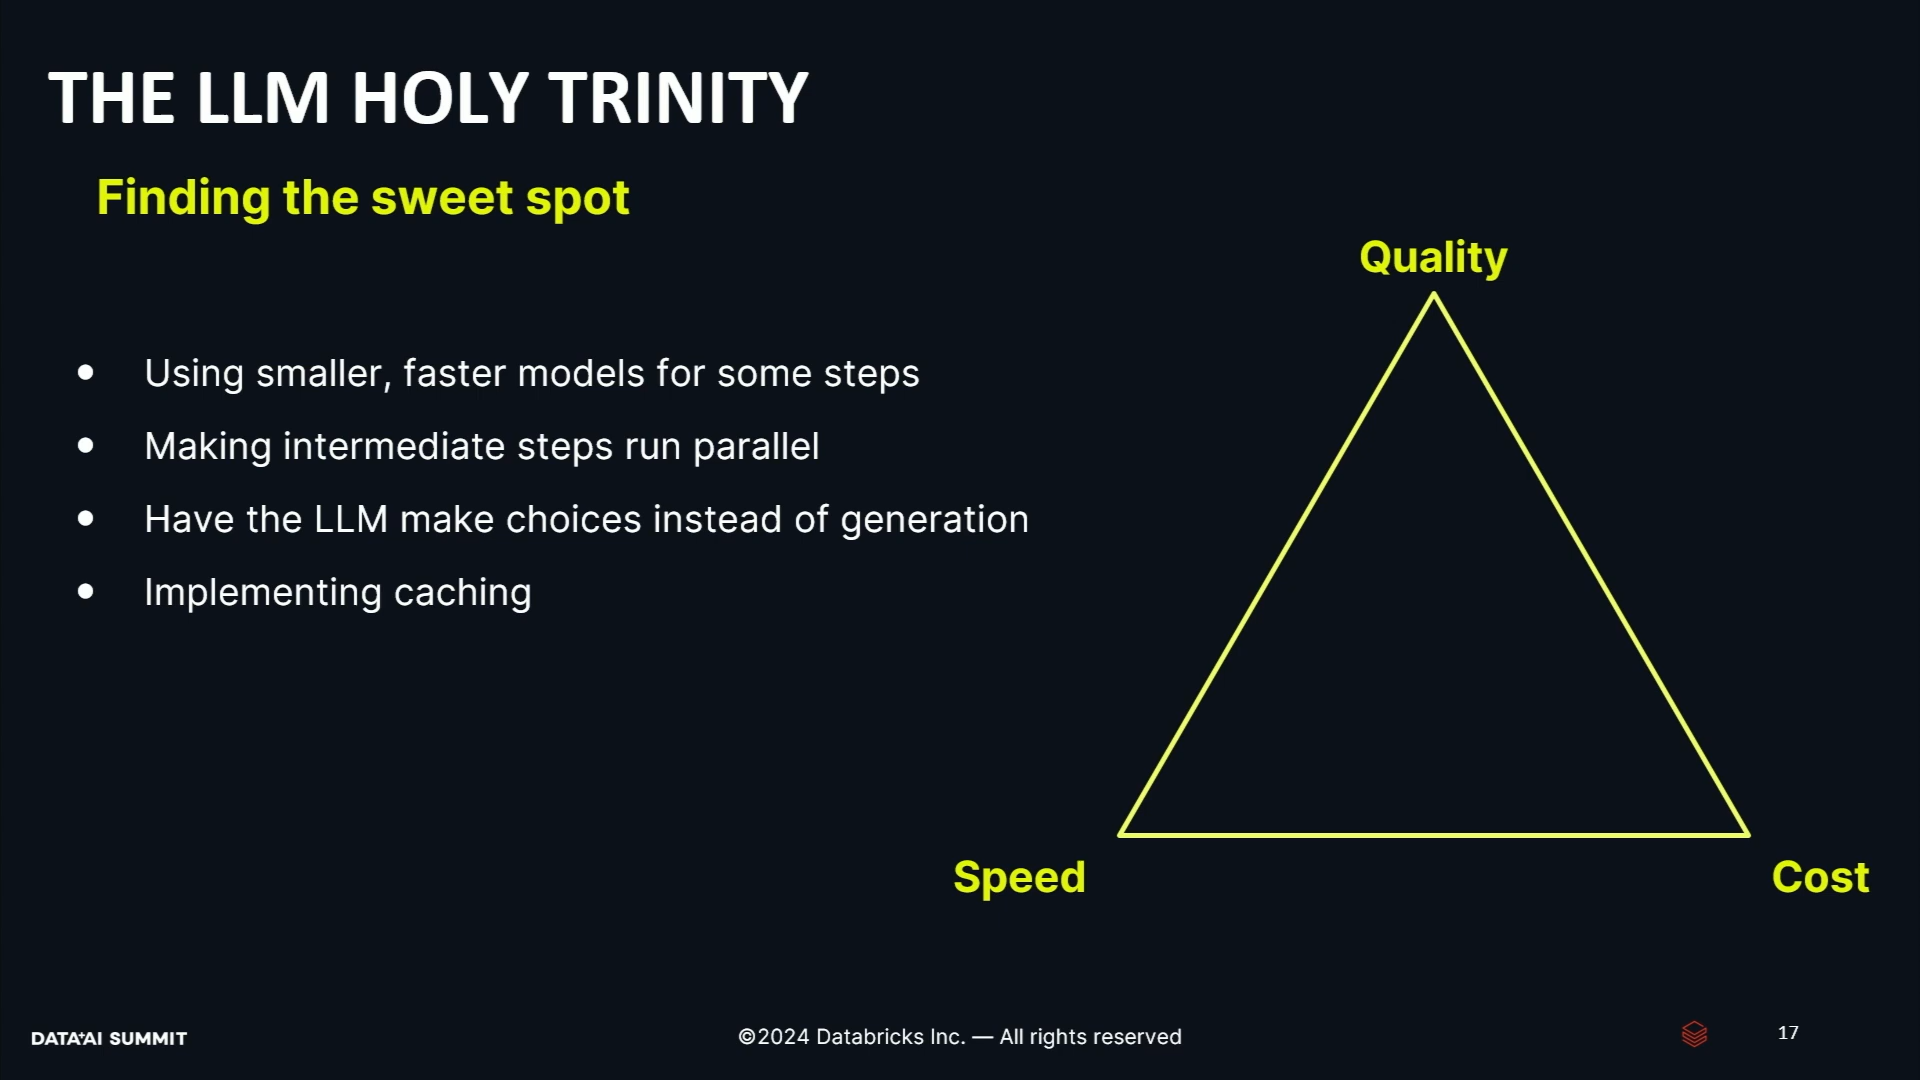 THE LLM HOLY TRINITY
Finding the sweet spot
• Using smaller, faster models for some steps
• Making intermediate steps run parallel
• Have the LLM make choices instead of generation
• Implementing caching
Quality
Speed
Cost
DATA+AI SUMMIT
©2024 Databricks Inc. — All rights reserved
17